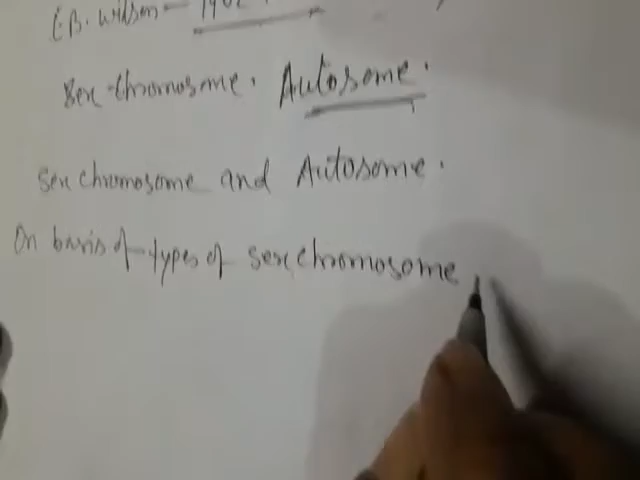 E.B. Wilson -
Sex-chromosome. Autosome.
Sex chromosome and Autosome.
On basis of types of sex chromosome